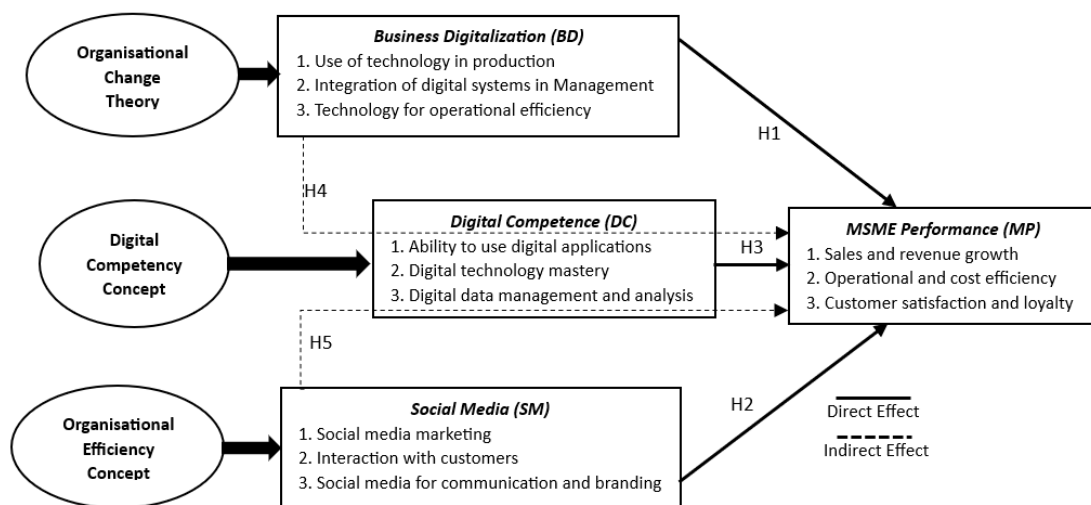 Organisational
Change
Theory
Business Digitalization (BD)
1. Use of technology in production
2. Integration of digital systems in Management
3. Technology for operational efficiency
H1
H4
Digital
Competency
Concept
Digital Competence (DC)
1. Ability to use digital applications
2. Digital technology mastery
3. Digital data management and analysis
H3
MSME Performance (MP)
1. Sales and revenue growth
2. Operational and cost efficiency
3. Customer satisfaction and loyalty
H5
Organisational
Efficiency
Concept
Social Media (SM)
1. Social media marketing
2. Interaction with customers
3. Social media for communication and branding
H2
Direct Effect
Indirect Effect